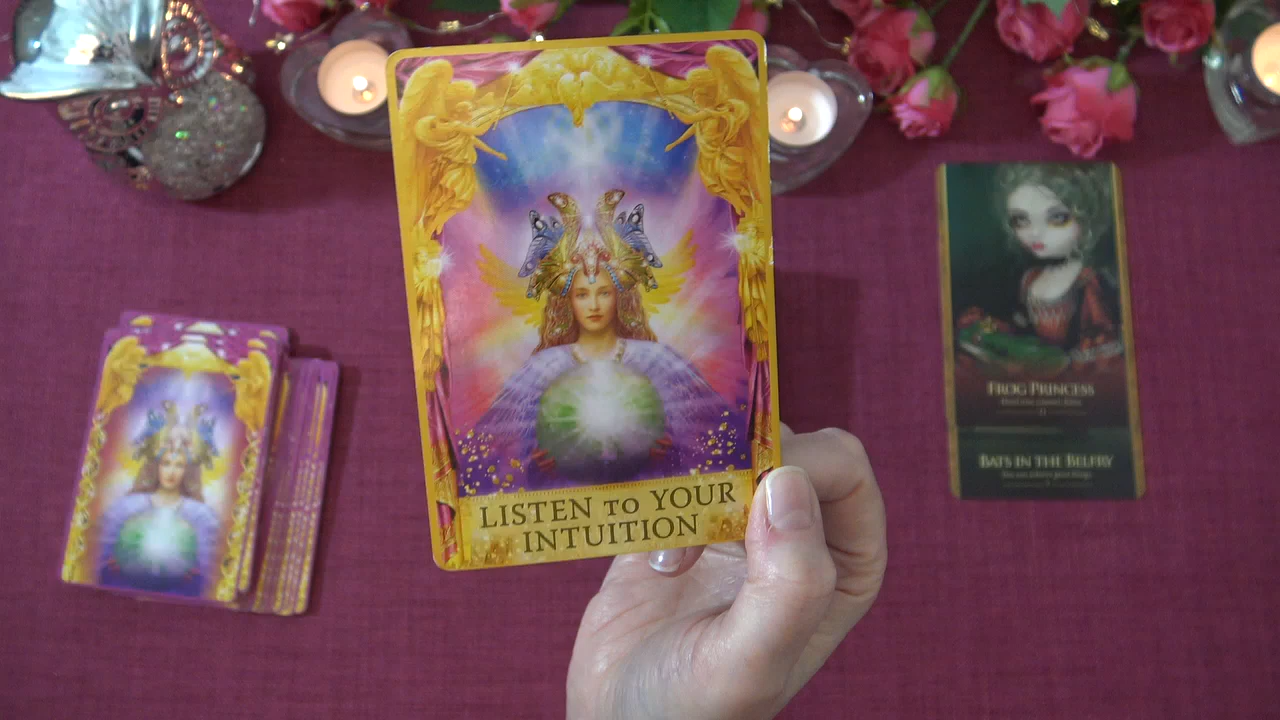 LISTEN TO YOUR
INTUITION
FROG PRINCESS
BATS IN THE BELFRY